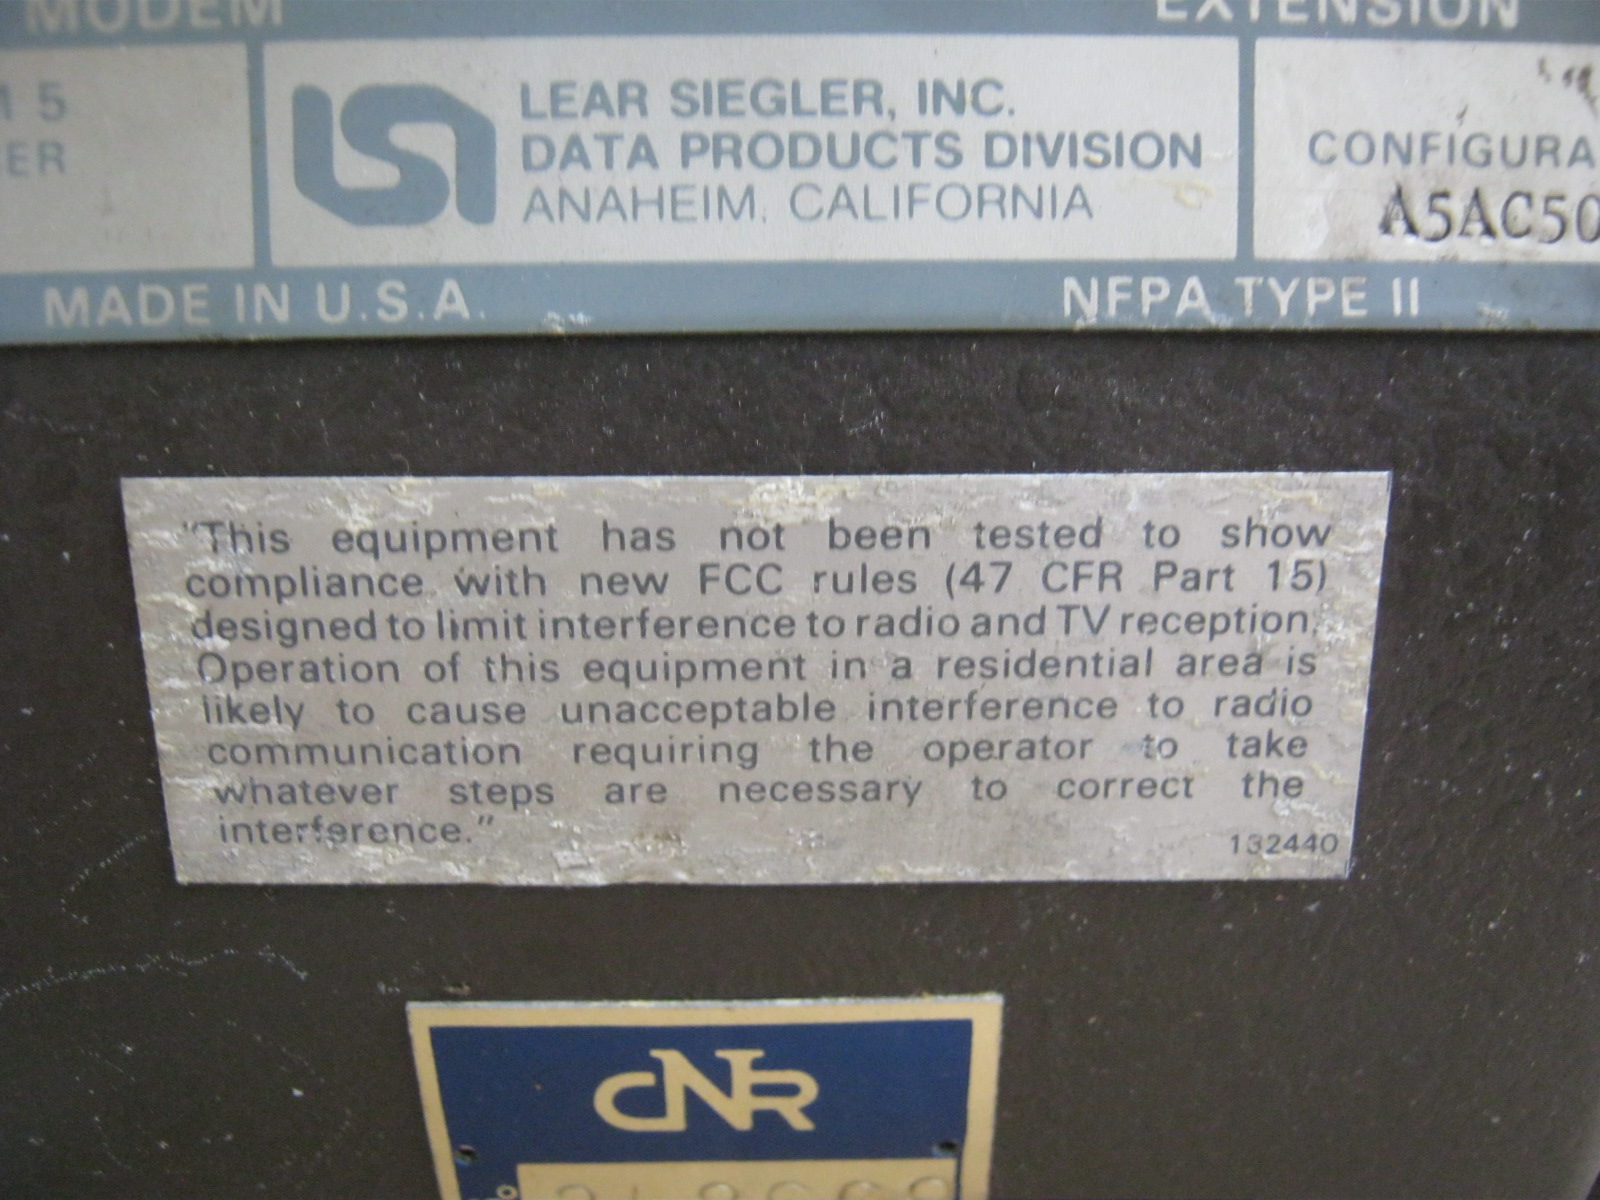 MODEM
EXTENSION
15
LEAR SIEGLER, INC.
DATA PRODUCTS DIVISION
ANAHEIM, CALIFORNIA
CONFIGURA
A5AC50
MADE IN U.S.A.
NFPA TYPE II
"This equipment has not been tested to show
compliance with new FCC rules (47 CFR Part 15)
designed to limit interference to radio and TV reception.
Operation of this equipment in a residential area is
likely to cause unacceptable interference to radio
communication requiring the operator to take
whatever steps are necessary to correct the
interference."
132440
CNR